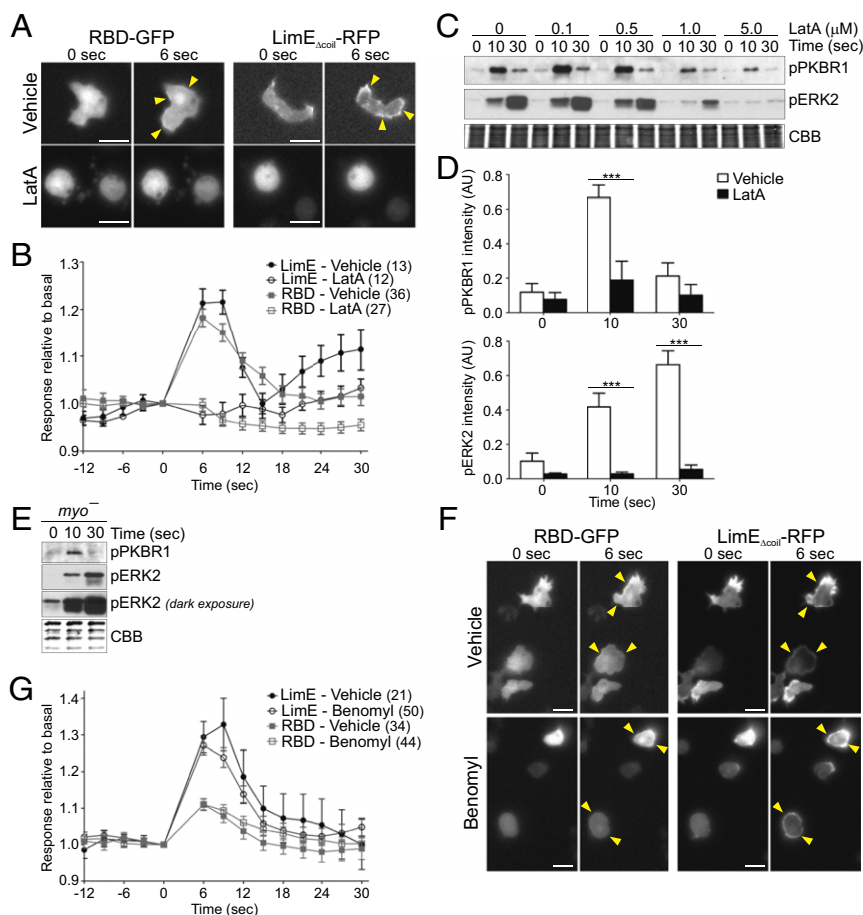 A
RBD-GFP
LimEΔcoil-RFP
0 sec
6 sec
0 sec
6 sec
Vehicle
LatA
B
Response relative to basal
1.3
1.2
1.1
1.0
0.9
-12
-6
0
6
12
18
24
30
Time (sec)
LimE - Vehicle (13)
LimE - LatA (12)
RBD - Vehicle (36)
RBD - LatA (27)
C
0
0.1
0.5
1.0
5.0
LatA (μM)
0 10 30 0 10 30 0 10 30 0 10 30 0 10 30
Time (sec)
pPKBR1
pERK2
CBB
D
Vehicle
LatA
pPKBR1 intensity (AU)
0.8
0.6
0.4
0.2
0.0
***
0
10
30
pERK2 intensity (AU)
0.8
0.6
0.4
0.2
0.0
***
***
0
10
30
Time (sec)
E
myo–
0 10 30 Time (sec)
pPKBR1
pERK2
pERK2 (dark exposure)
CBB
F
RBD-GFP
LimEΔcoil-RFP
0 sec
6 sec
0 sec
6 sec
Vehicle
Benomyl
G
Response relative to basal
1.4
1.3
1.2
1.1
1.0
0.9
-12
-6
0
6
12
18
24
30
Time (sec)
LimE - Vehicle (21)
LimE - Benomyl (50)
RBD - Vehicle (34)
RBD - Benomyl (44)